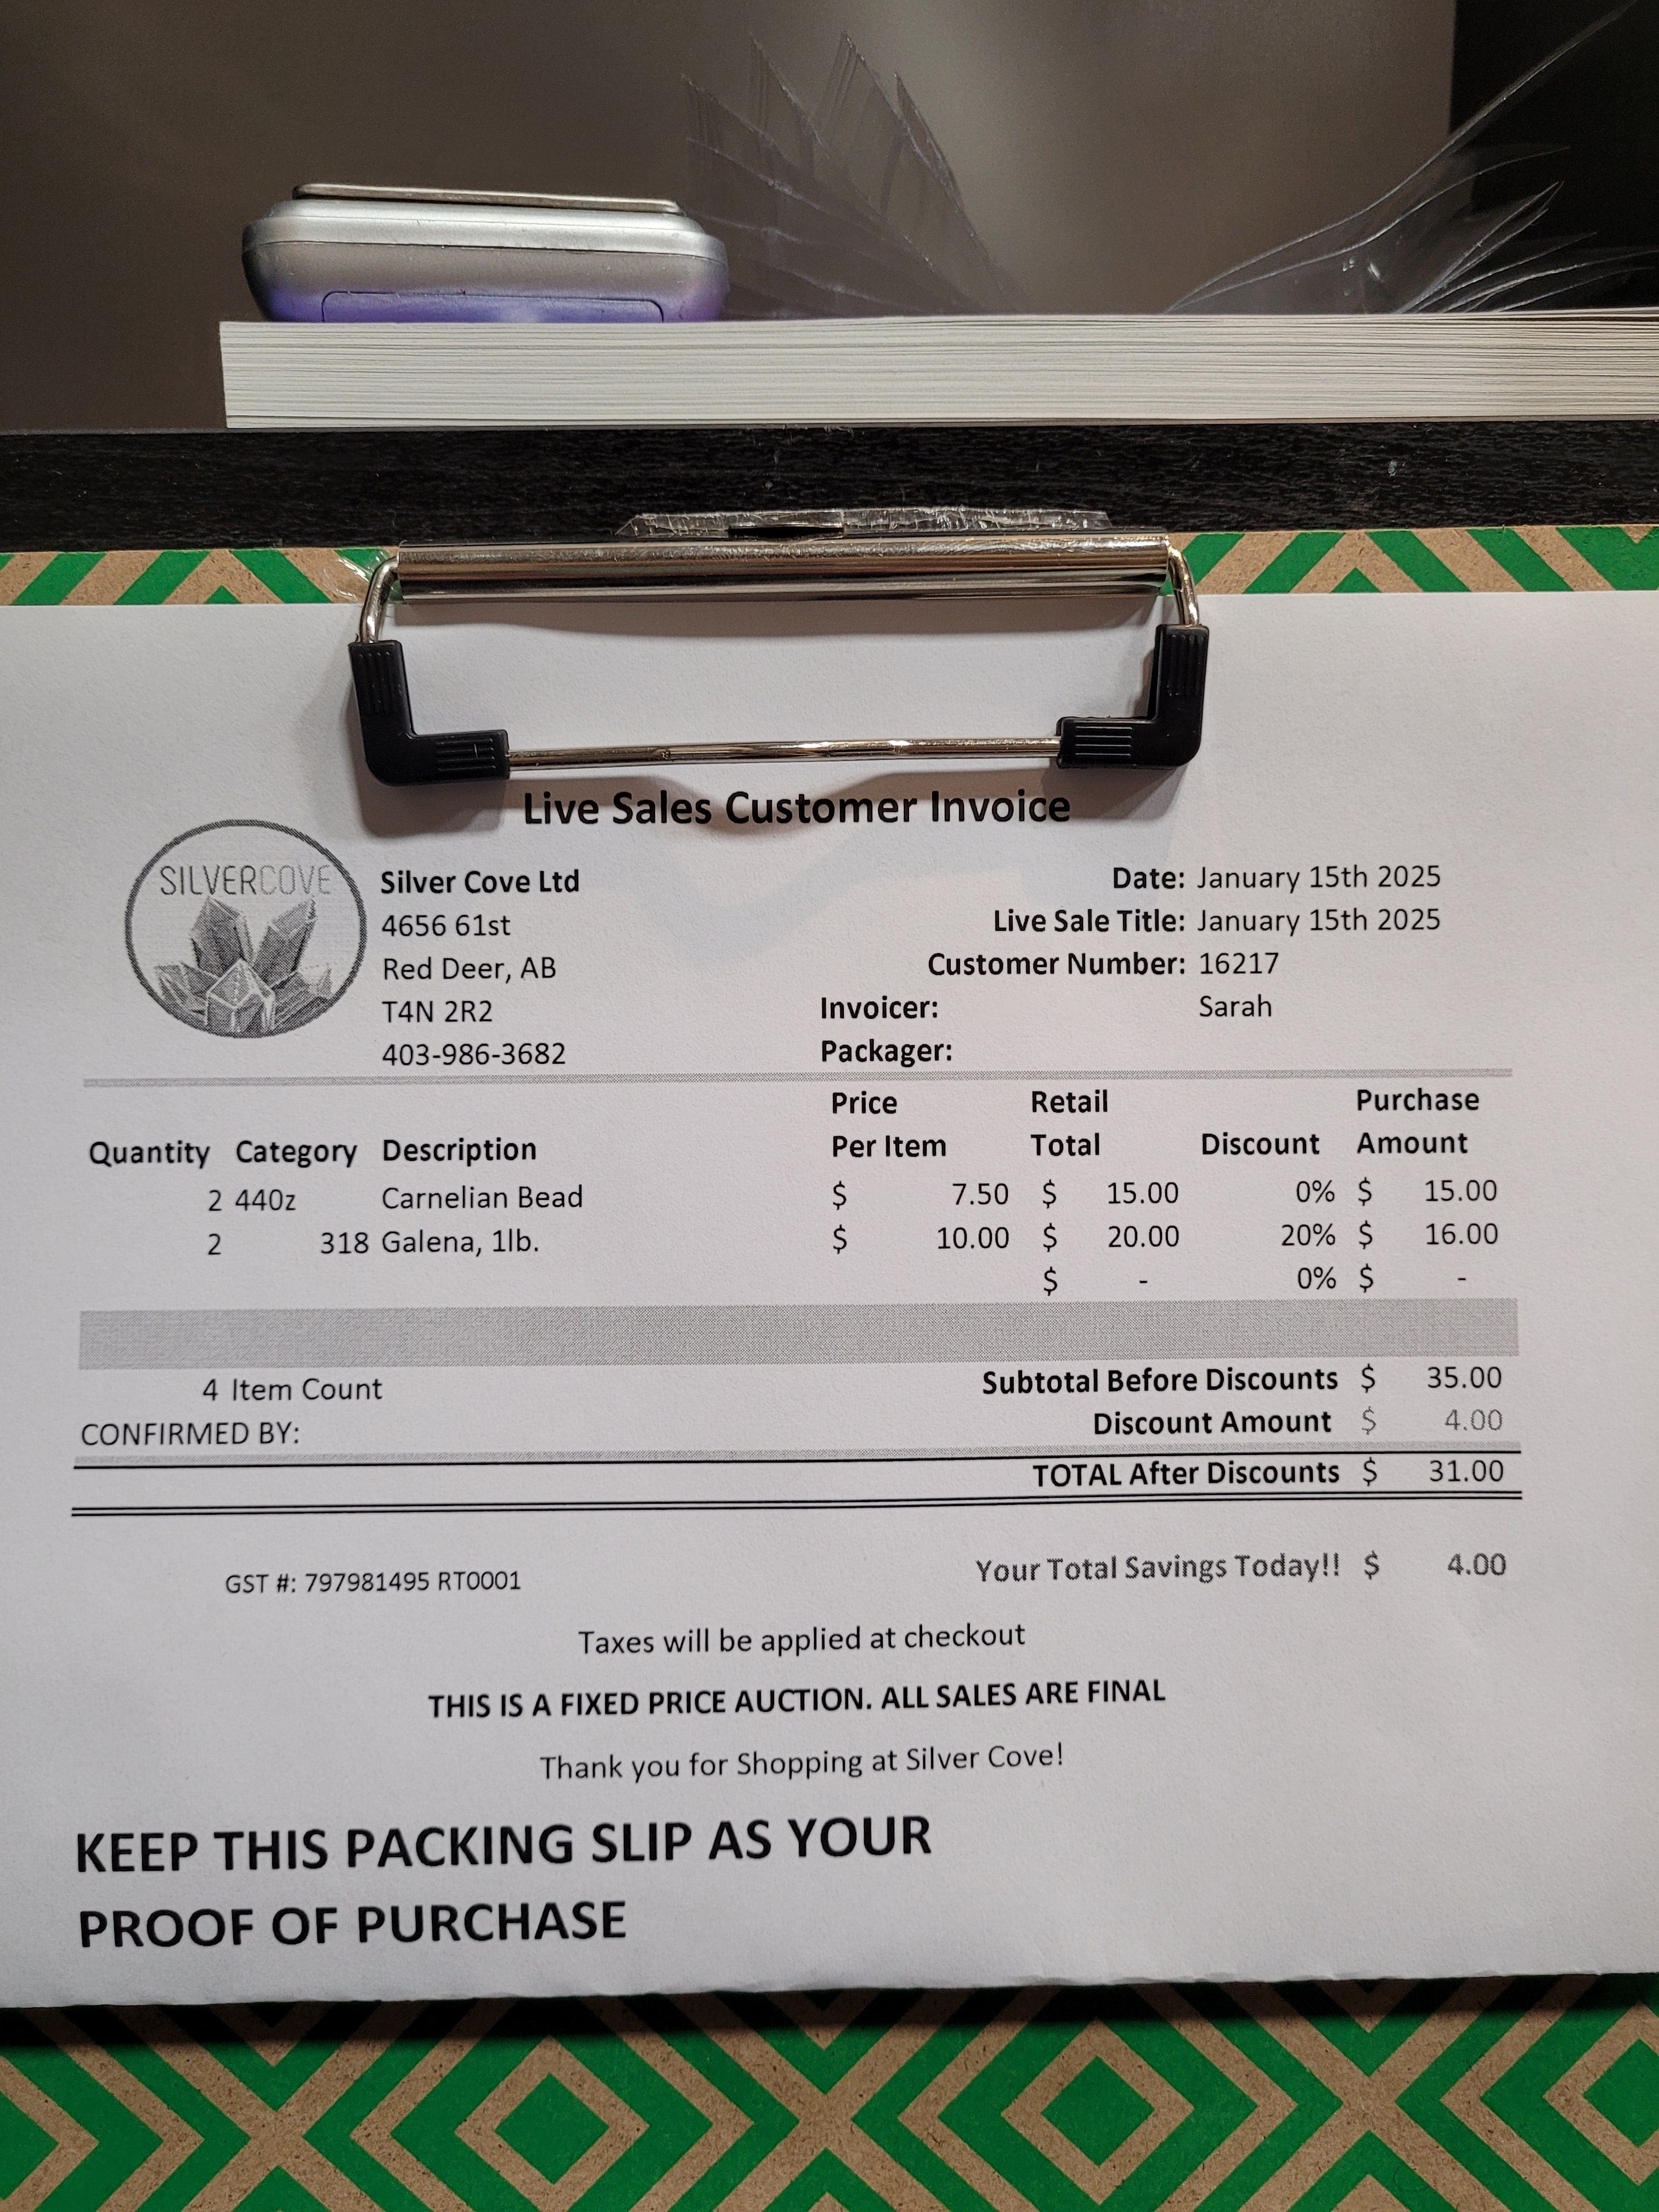 Live Sales Customer Invoice
SILVERCOVE
Silver Cove Ltd
4656 61st
Red Deer, AB
T4N 2R2
403-986-3682
Date: January 15th 2025
Live Sale Title: January 15th 2025
Customer Number: 16217
Invoicer: Sarah
Packager:
Quantity Category Description Price Per Item Retail Total Discount Purchase Amount
2 440z Carnelian Bead $ 7.50 $ 15.00 0% $ 15.00
2 318 Galena, 1lb. $ 10.00 $ 20.00 20% $ 16.00
$ - 0% $ -
4 Item Count Subtotal Before Discounts $ 35.00
CONFIRMED BY: Discount Amount $ 4.00
TOTAL After Discounts $ 31.00
GST #: 797981495 RT0001 Your Total Savings Today!! $ 4.00
Taxes will be applied at checkout
THIS IS A FIXED PRICE AUCTION. ALL SALES ARE FINAL
Thank you for Shopping at Silver Cove!
KEEP THIS PACKING SLIP AS YOUR
PROOF OF PURCHASE